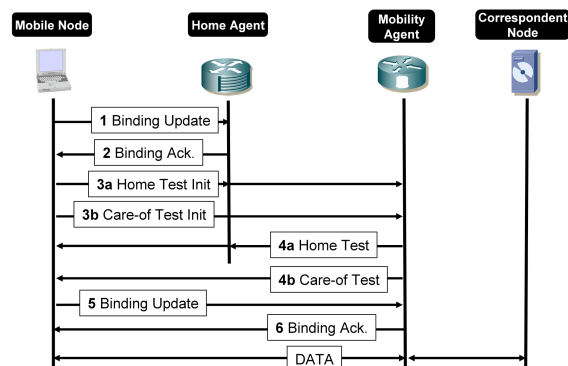 Mobile Node
Home Agent
Mobility
Agent
Correspondent
Node
1 Binding Update
2 Binding Ack.
3a Home Test Init
3b Care-of Test Init
4a Home Test
4b Care-of Test
5 Binding Update
6 Binding Ack.
DATA